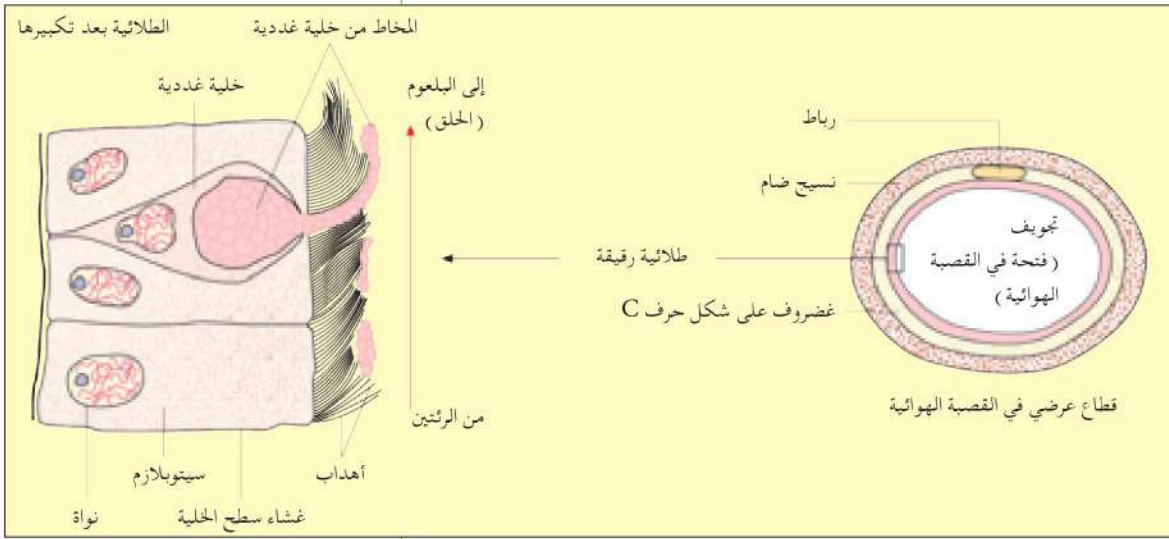 الطلائية بعد تكبيرها
المخاط من خلية غددية
خلية غددية
إلى البلعوم
(الحلق)
رباط
نسيج ضام
تجويف
(فتحة في القصبة
الهوائية)
طلائية رقيقة
غضروف على شكل حرف C
قطاع عرضي في القصبة الهوائية
من الرئتين
أهداب
سيتوبلازم
غشاء سطح الخلية
نواة